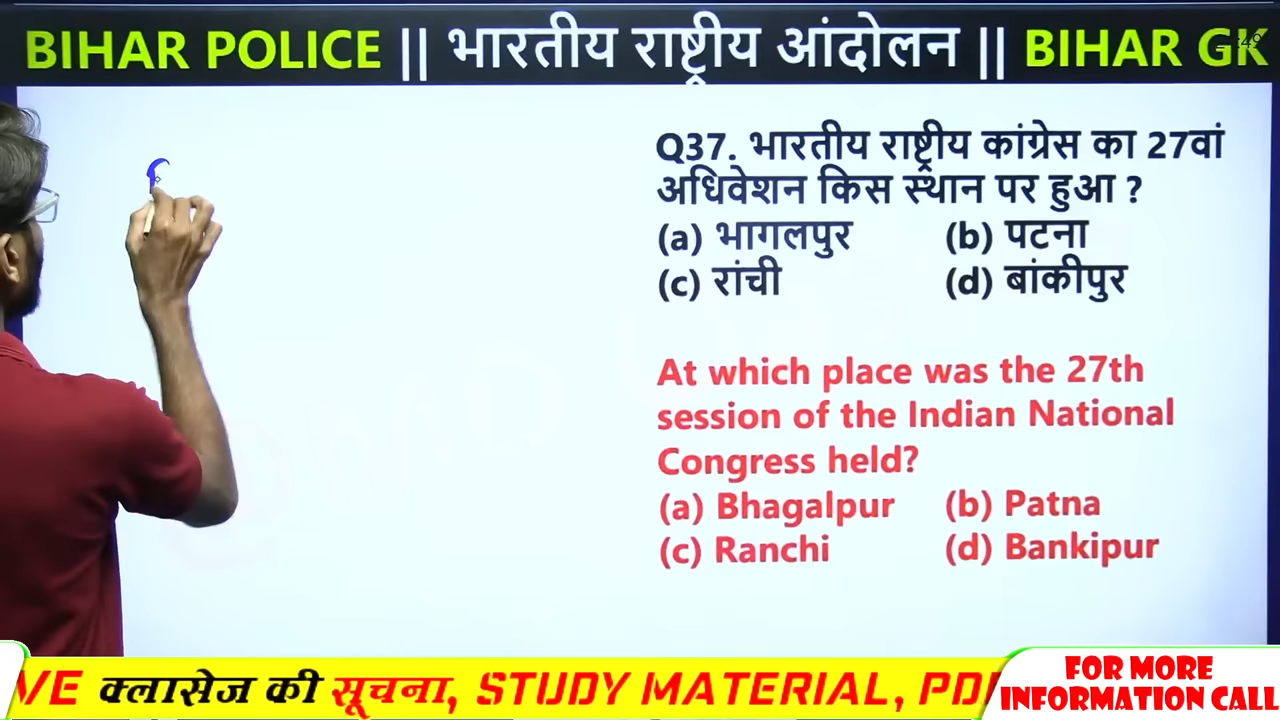 BIHAR POLICE || भारतीय राष्ट्रीय आंदोलन || BIHAR GK
Q37. भारतीय राष्ट्रीय कांग्रेस का 27वां
अधिवेशन किस स्थान पर हुआ ?
(a) भागलपुर (b) पटना
(c) रांची (d) बांकीपुर
At which place was the 27th
session of the Indian National
Congress held?
(a) Bhagalpur (b) Patna
(c) Ranchi (d) Bankipur
VE क्लासेज की सूचना, STUDY MATERIAL, PD
FOR MORE
INFORMATION CALL